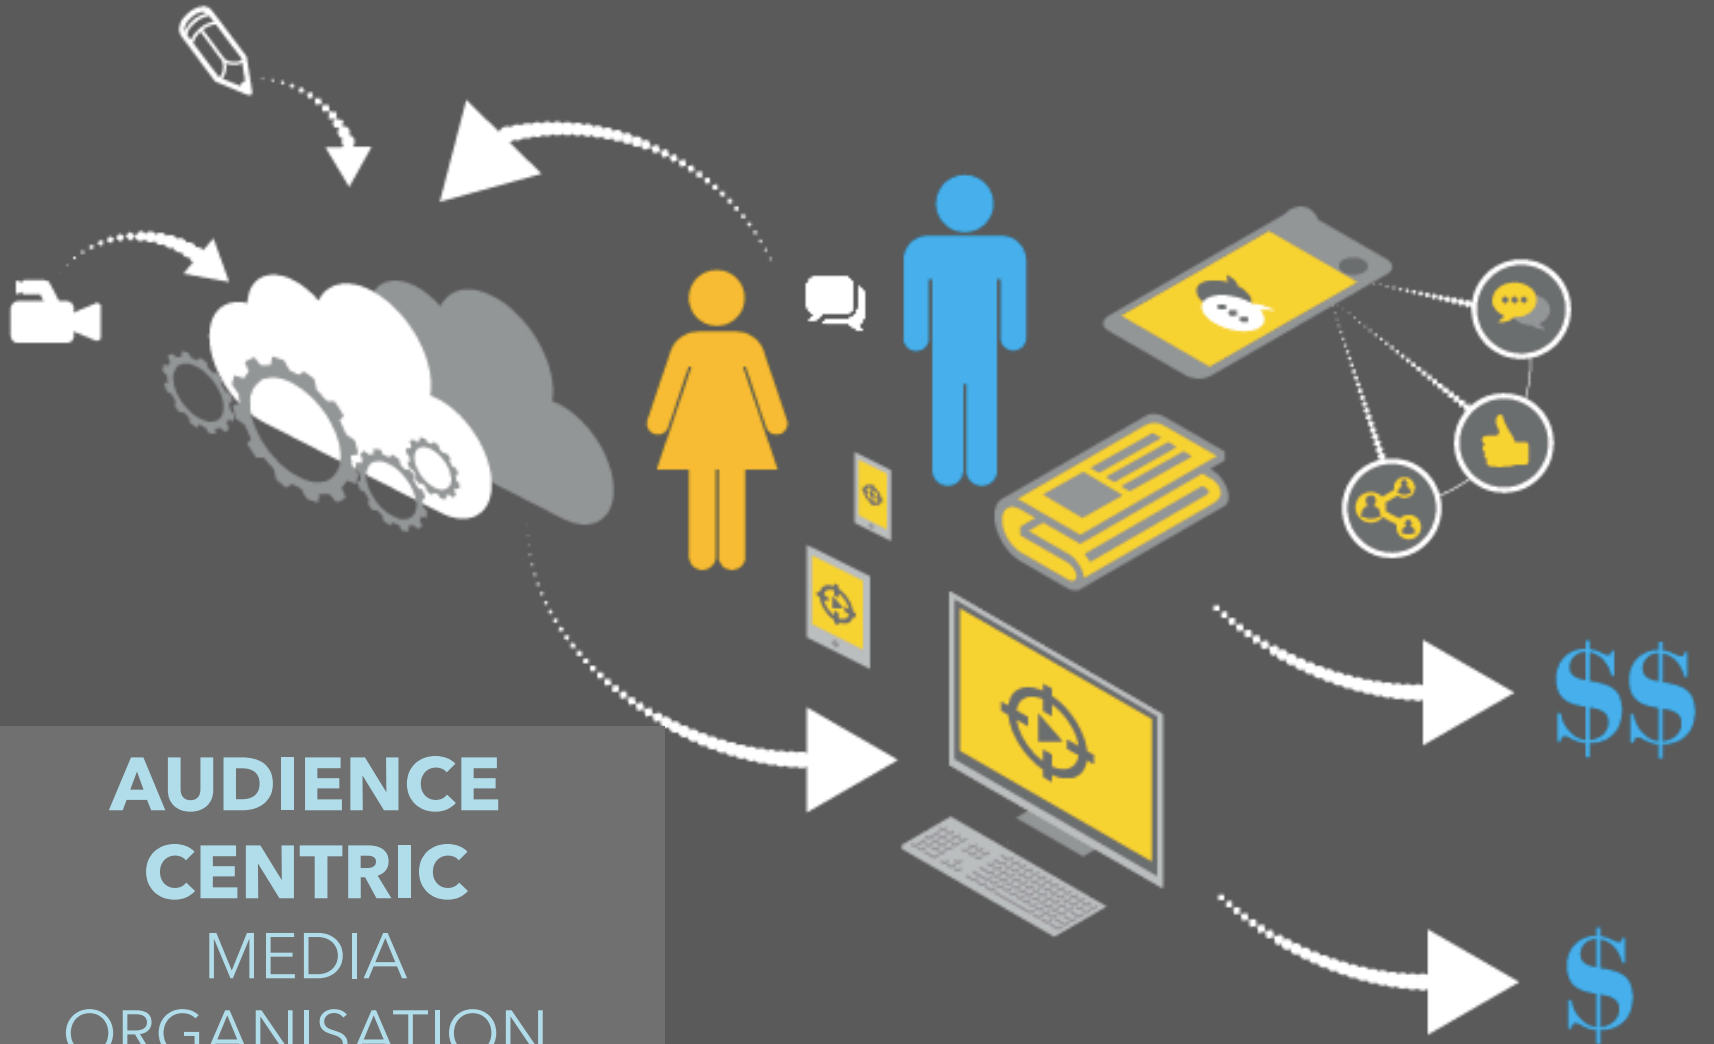 $$
AUDIENCE
CENTRIC
MEDIA
ORGANISATION
$